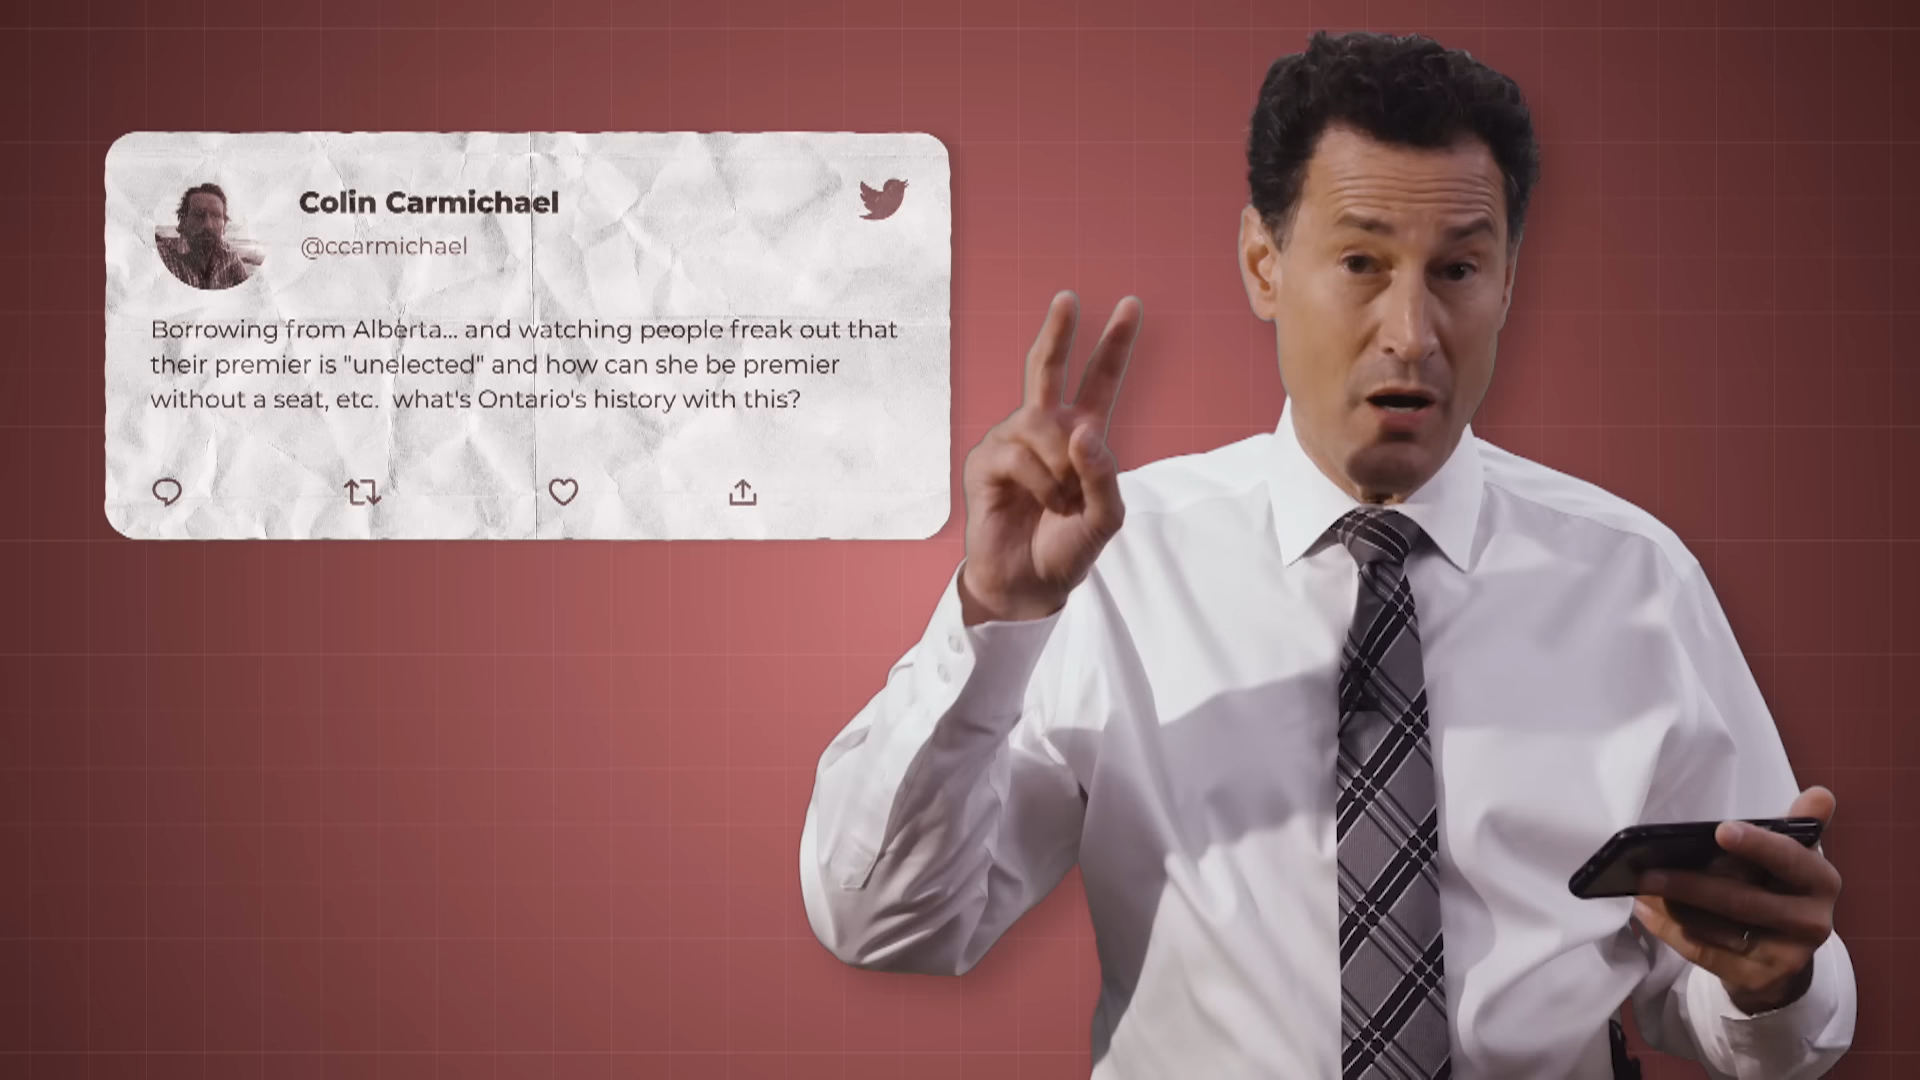 Colin Carmichael
@ccarmichael
Borrowing from Alberta... and watching people freak out that
their premier is "unelected" and how can she be premier
without a seat, etc.  what's Ontario's history with this?